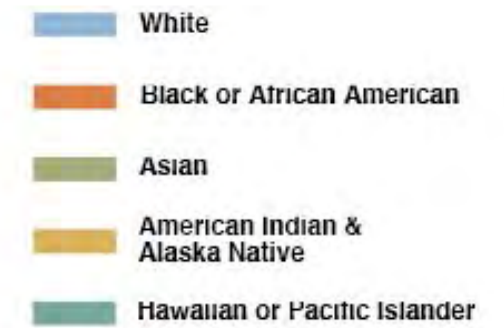 White
Black or African American
Asian
American Indian &
Alaska Native
Hawaiian or Pacific Islander